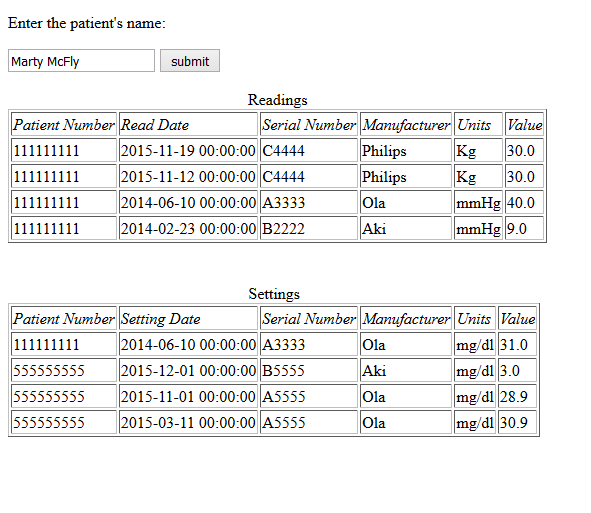 Enter the patient's name:
Marty McFly submit
Readings
Patient Number Read Date Serial Number Manufacturer Units Value
111111111 2015-11-19 00:00:00 C4444 Philips Kg 30.0
111111111 2015-11-12 00:00:00 C4444 Philips Kg 30.0
111111111 2014-06-10 00:00:00 A3333 Ola mmHg 40.0
111111111 2014-02-23 00:00:00 B2222 Aki mmHg 9.0
Settings
Patient Number Setting Date Serial Number Manufacturer Units Value
111111111 2014-06-10 00:00:00 A3333 Ola mg/dl 31.0
555555555 2015-12-01 00:00:00 B5555 Aki mg/dl 3.0
555555555 2015-11-01 00:00:00 A5555 Ola mg/dl 28.9
555555555 2015-03-11 00:00:00 A5555 Ola mg/dl 30.9